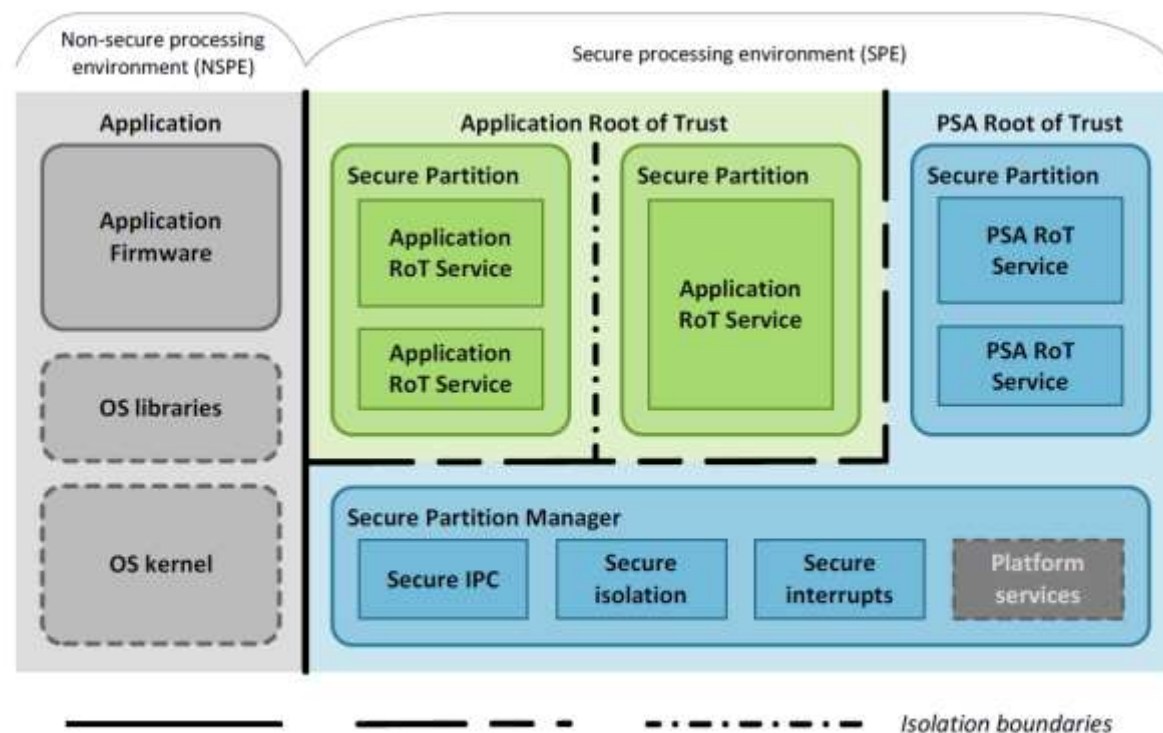 Non-secure processing
environment (NSPE)
Secure processing environment (SPE)
Application
Application Root of Trust
PSA Root of Trust
Application
Firmware
OS libraries
OS kernel
Secure Partition
Application
RoT Service
Application
RoT Service
Secure Partition
Application
RoT Service
Secure Partition
PSA RoT
Service
PSA RoT
Service
Secure Partition Manager
Secure IPC
Secure
isolation
Secure
interrupts
Platform
services
Isolation boundaries